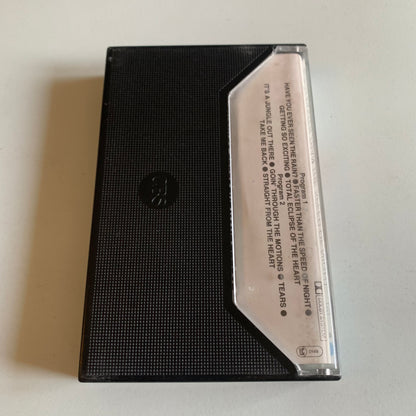 Program 1
HAVE YOU EVER SEEN THE RAIN? ● FASTER THAN THE SPEED OF NIGHT ●
GETTING SO EXCITING ● TOTAL ECLIPSE OF THE HEART
Program 2
IT'S A JUNGLE OUT THERE ● GOIN' THROUGH THE MOTIONS ● TEARS ●
TAKE ME BACK ● STRAIGHT FROM THE HEART
CBS